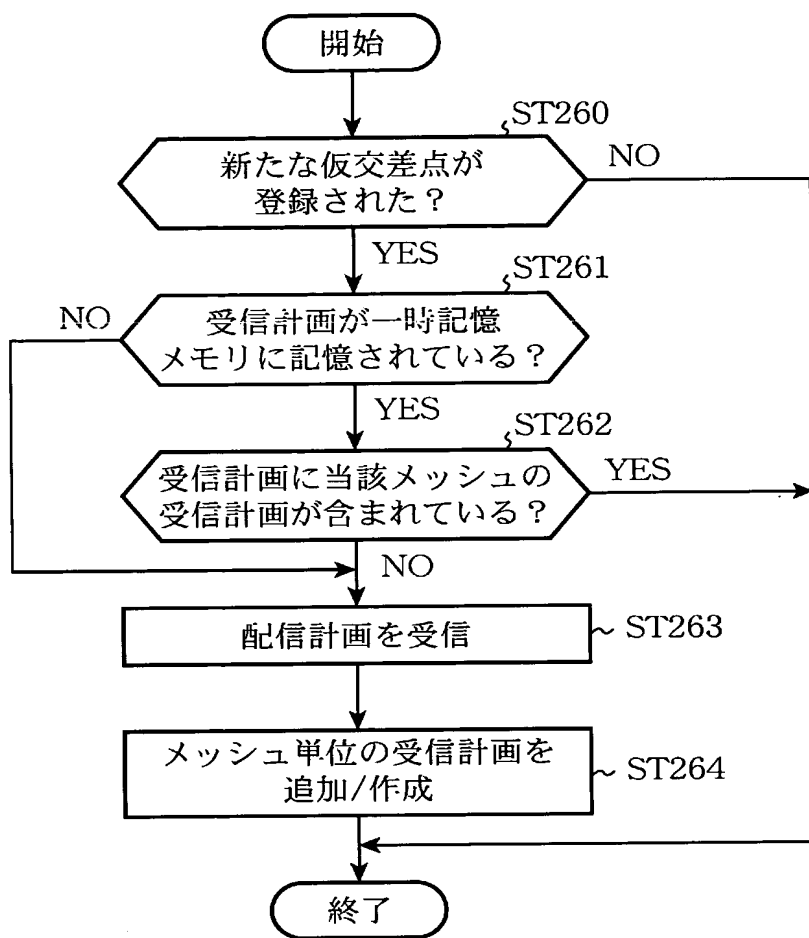 開始
ST260
新たな仮交差点が
登録された？
NO
YES
ST261
NO
受信計画が一時記憶
メモリに記憶されている？
YES
ST262
受信計画に当該メッシュの
受信計画が含まれている？
YES
NO
配信計画を受信
ST263
メッシュ単位の受信計画を
追加/作成
ST264
終了